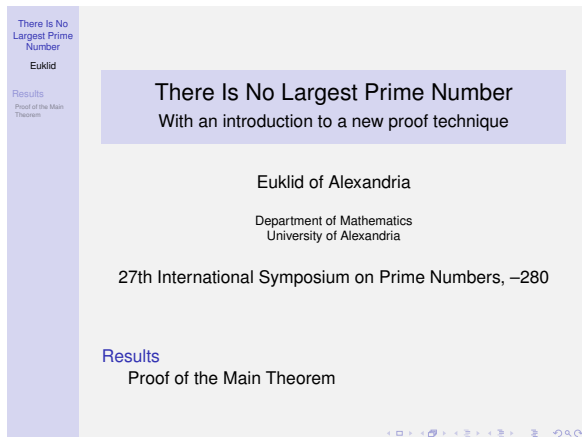 There Is No
Largest Prime
Number
Euklid
Results
Proof of the Main
Theorem
There Is No Largest Prime Number
With an introduction to a new proof technique
Euklid of Alexandria
Department of Mathematics
University of Alexandria
27th International Symposium on Prime Numbers, –280
Results
Proof of the Main Theorem